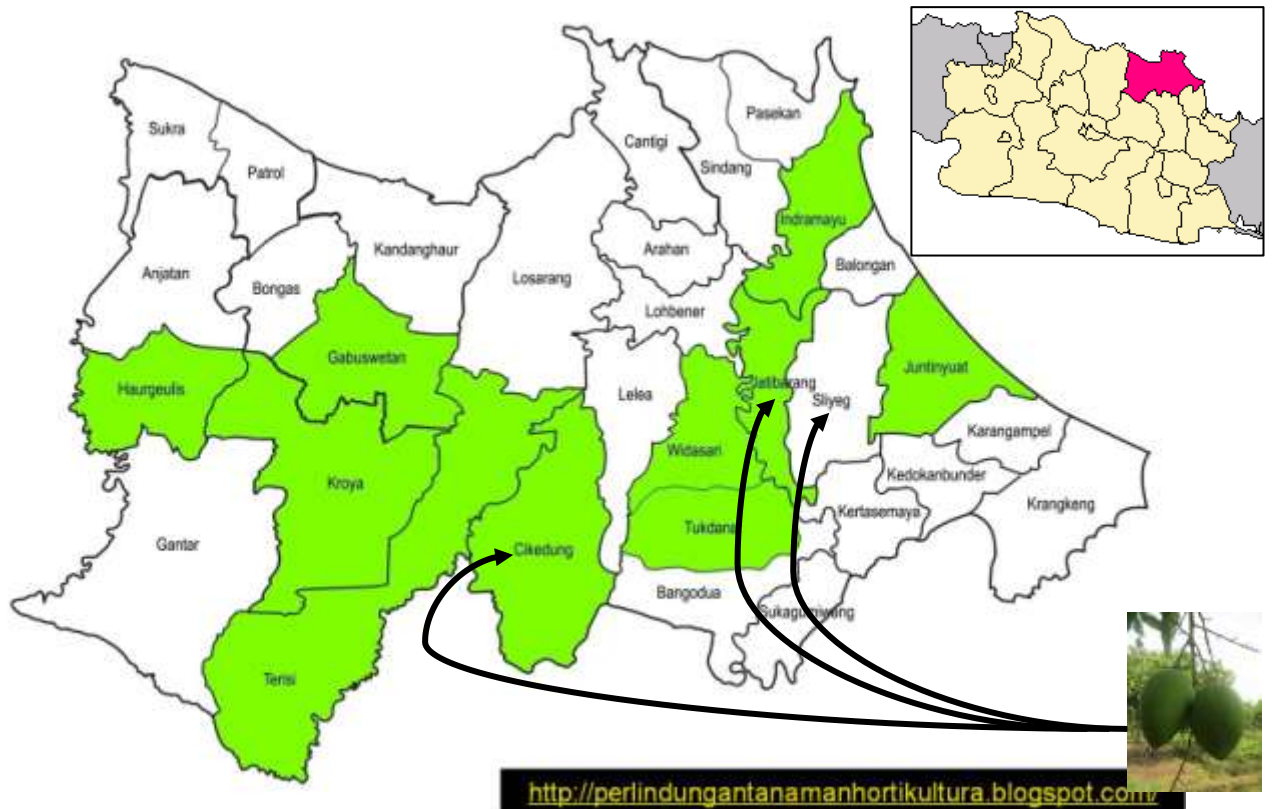 Sukra
Patrol
Pasekan
Cantigi
Sindang
Indramayu
Kandanghaur
Arahan
Balongan
Anjatan
Bongas
Losarang
Lohbener
Gabuswetan
Haurgeulis
Juntinyuat
Jatibarang
Lelea
Sliyeg
Karangampel
Widasari
Kedokanbunder
Kroya
Krangkeng
Kertasemaya
Tukdana
Gantar
Cikedung
Bangodua
Sukagumiwang
Terisi
http://perlindungantanamanhortikultura.blogspot.com/